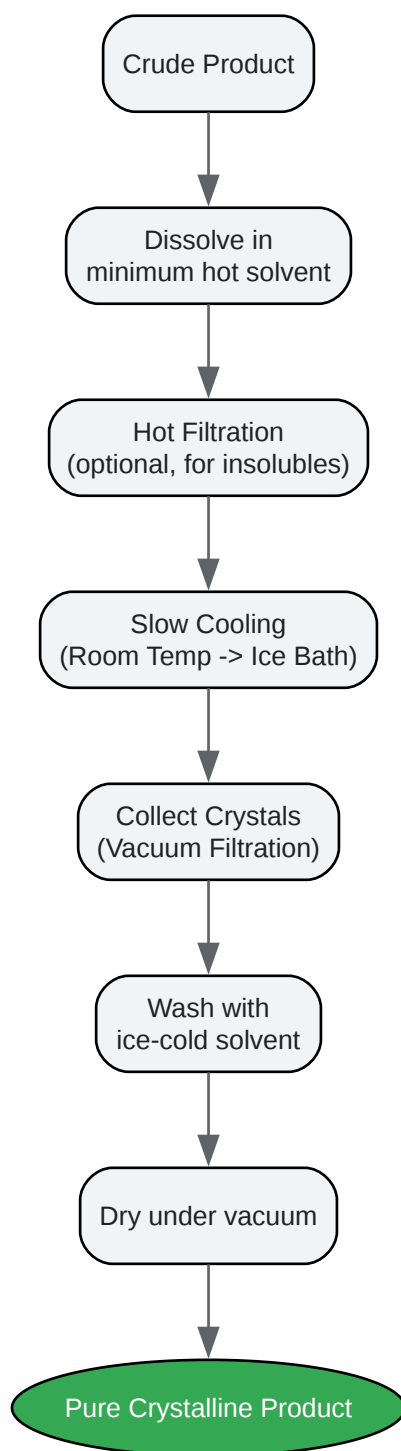 Crude Product
Dissolve in
minimum hot solvent
Hot Filtration
(optional, for insolubles)
Slow Cooling
(Room Temp -> Ice Bath)
Collect Crystals
(Vacuum Filtration)
Wash with
ice-cold solvent
Dry under vacuum
Pure Crystalline Product